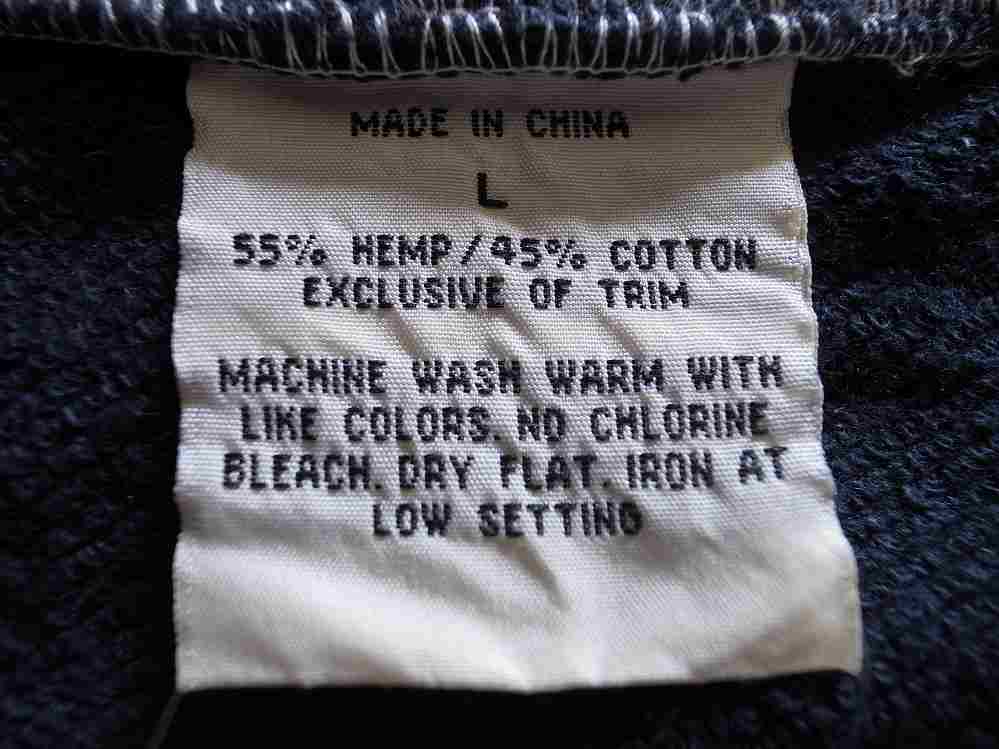 MADE IN CHINA
L
55% HEMP/45% COTTON
EXCLUSIVE OF TRIM
MACHINE WASH WARM WITH
LIKE COLORS. NO CHLORINE
BLEACH. DRY FLAT. IRON AT
LOW SETTING